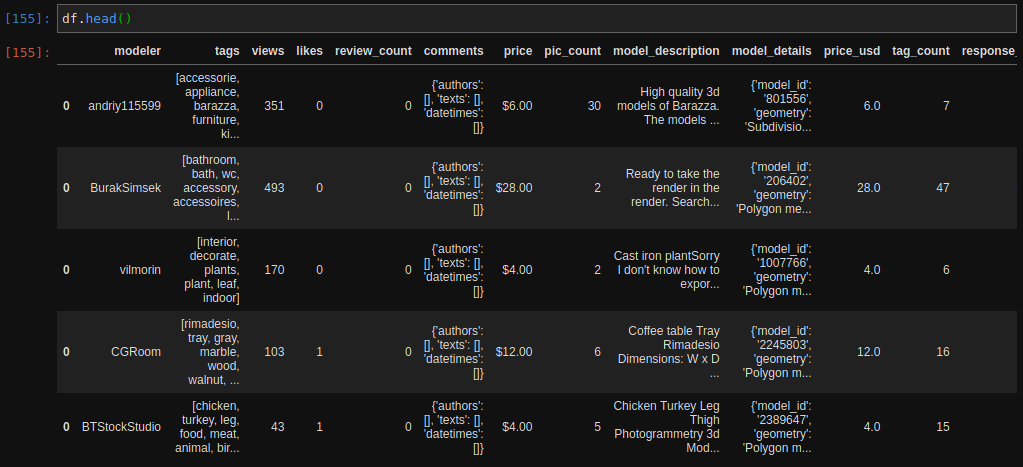 [155]: df.head()
[155]: modeler tags views likes review_count comments price pic_count model_description model_details price_usd tag_count response_
[accessorie,
appliance,
barazza,
furniture,
ki...
0 andriy115599 351 0 0 {'authors':
[], 'texts': [],
'datetimes':
[]} $6.00 30 High quality 3d
models of Barazza.
The models ... {'model_id':
'801556',
'geometry':
'Subdivisio... 6.0 7
[bathroom,
bath, wc,
accessory,
accessoires,
l...
0 BurakSimsek 493 0 0 {'authors':
[], 'texts': [],
'datetimes':
[]} $28.00 2 Ready to take the
render in the
render. Search... {'model_id':
'206402',
'geometry':
'Polygon me... 28.0 47
[interior,
decorate,
plants,
plant, leaf,
indoor]
0 vilmorin 170 0 0 {'authors':
[], 'texts': [],
'datetimes':
[]} $4.00 2 Cast iron plantSorry
I don't know how to
expor... {'model_id':
'1007766',
'geometry':
'Polygon m... 4.0 6
[rimadesio,
tray, gray,
marble,
wood,
walnut, ...
0 CGRoom 103 1 0 {'authors':
[], 'texts': [],
'datetimes':
[]} $12.00 6 Coffee table Tray
Rimadesio
Dimensions: W x D
... {'model_id':
'2245803',
'geometry':
'Polygon m... 12.0 16
[chicken,
turkey, leg,
food, meat,
animal, bir...
0 BTStockStudio 43 1 0 {'authors':
[], 'texts': [],
'datetimes':
[]} $4.00 5 Chicken Turkey Leg
Thigh
Photogrammetry 3d
Mod... {'model_id':
'2389647',
'geometry':
'Polygon m... 4.0 15